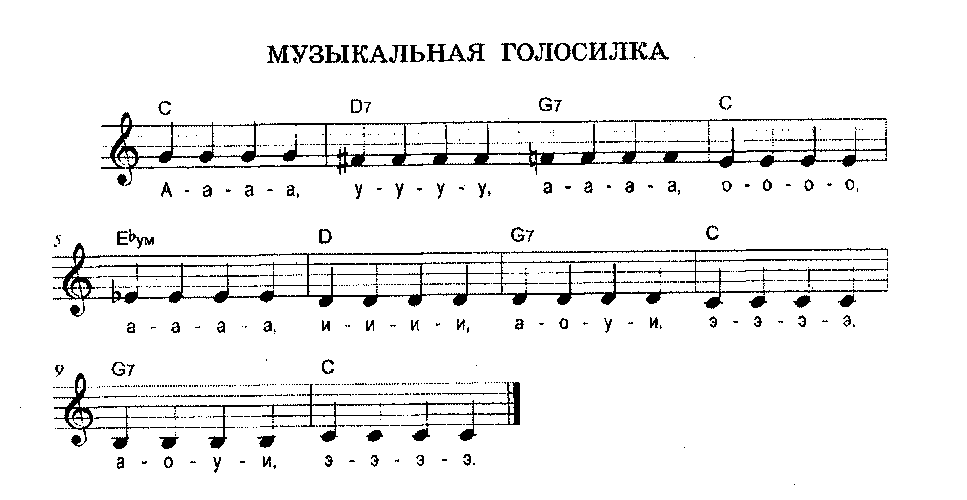 МУЗЫКАЛЬНАЯ ГОЛОСИЛКА
C D7 G7 C
А - а - а - а, у - у - у - у, а - а - а - а, о - о - о - о,
5 E♭ум D G7 C
а - а - а - а, и - и - и - и, а - о - у - и, э - э - э - э.
9 G7 C
а - о - у - и, э - э - э - э.